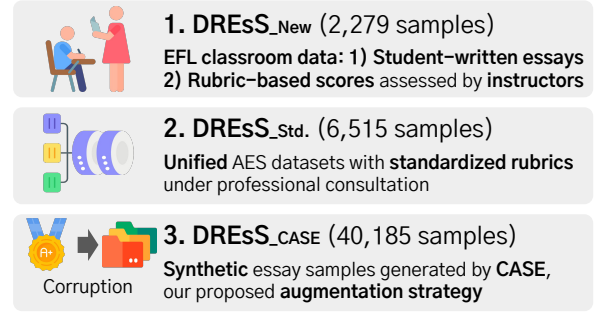 1. DREsS_New (2,279 samples)
EFL classroom data: 1) Student-written essays
2) Rubric-based scores assessed by instructors
2. DREsS_Std. (6,515 samples)
Unified AES datasets with standardized rubrics
under professional consultation
A+
Corruption
3. DREsS_CASE (40,185 samples)
Synthetic essay samples generated by CASE,
our proposed augmentation strategy